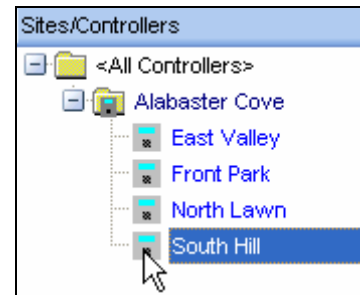 Sites/Controllers
<All Controllers>
Alabaster Cove
East Valley
Front Park
North Lawn
South Hill